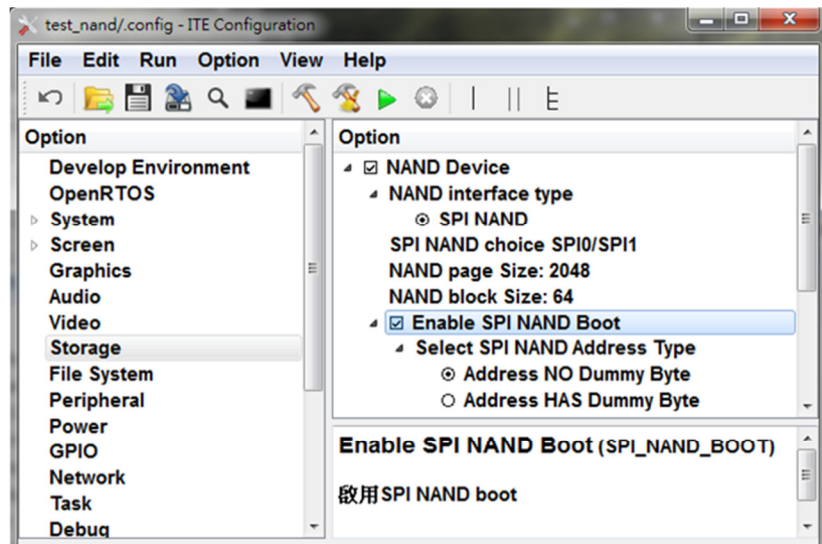 test_nand/.config - ITE Configuration
File Edit Run Option View Help
Option
Develop Environment
OpenRTOS
System
Screen
Graphics
Audio
Video
Storage
File System
Peripheral
Power
GPIO
Network
Task
Debug
Option
NAND Device
NAND interface type
SPI NAND
SPI NAND choice SPI0/SPI1
NAND page Size: 2048
NAND block Size: 64
Enable SPI NAND Boot
Select SPI NAND Address Type
Address NO Dummy Byte
Address HAS Dummy Byte
Enable SPI NAND Boot (SPI_NAND_BOOT)
啟用SPI NAND boot